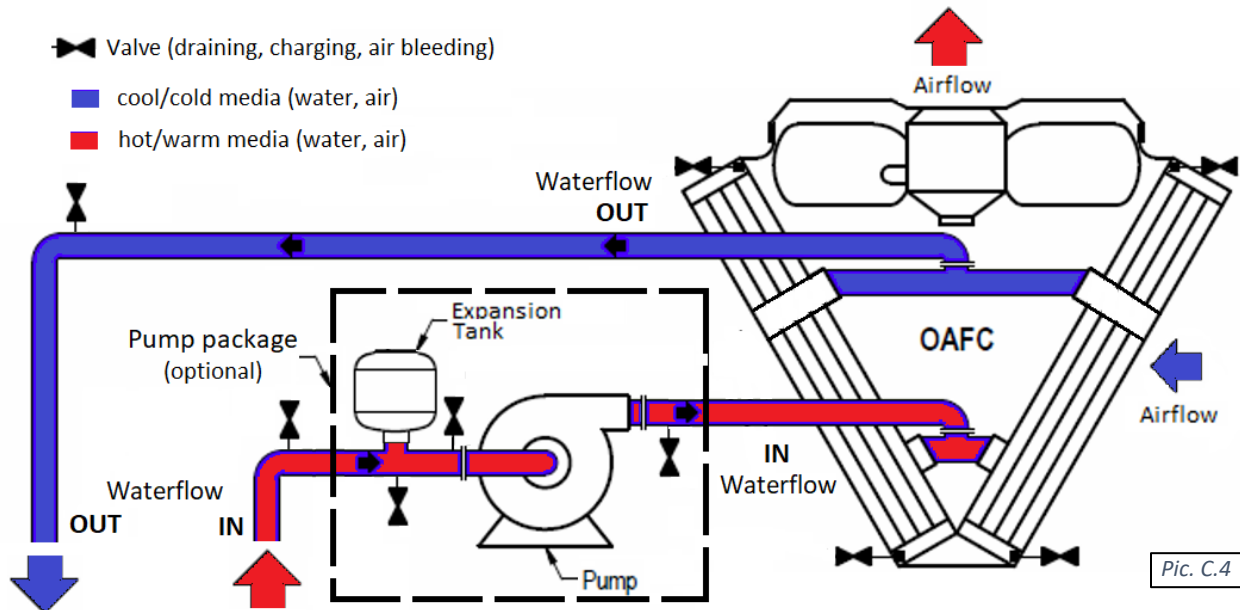 Valve (draining, charging, air bleeding)
cool/cold media (water, air)
hot/warm media (water, air)
Airflow
Waterflow
OUT
Expansion
Tank
Pump package
(optional)
OAFC
Airflow
IN
Waterflow
Waterflow
OUT
IN
Pump
Pic. C.4